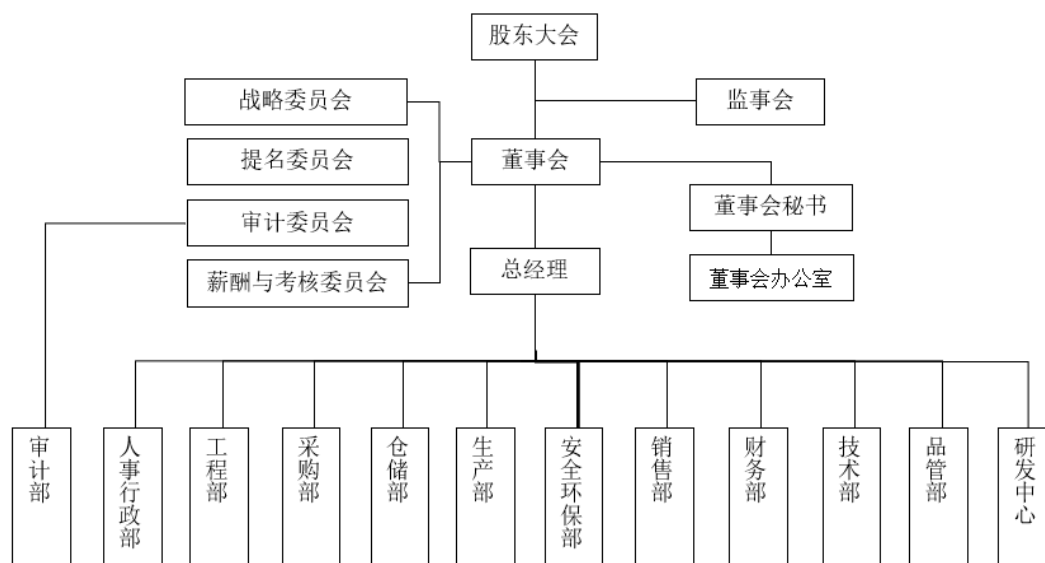 股东大会
战略委员会
监事会
提名委员会
董事会
审计委员会
董事会秘书
总经理
薪酬与考核委员会
董事会办公室
审计部
人事行政部
工程部
采购部
仓储部
生产部
安全环保部
销售部
财务部
技术部
品管部
研发中心